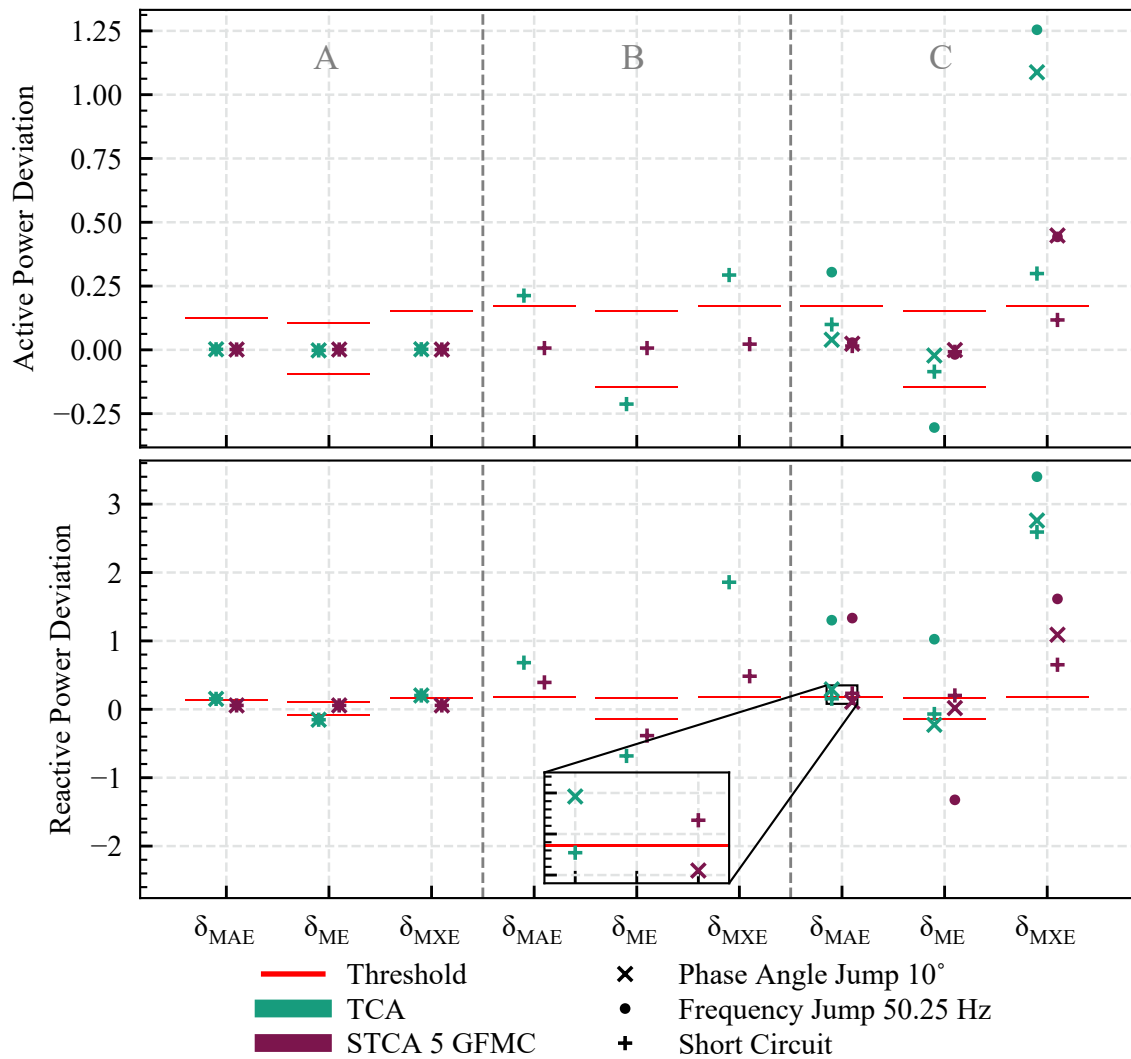 A B C
1.25
1.00
0.75
0.50
0.25
0.00
−0.25
Active Power Deviation
3
2
1
0
−1
−2
Reactive Power Deviation
δMAE δME δMXE δMAE δME δMXE δMAE δME δMXE
Threshold
TCA
STCA 5 GFMC
Phase Angle Jump 10°
Frequency Jump 50.25 Hz
Short Circuit